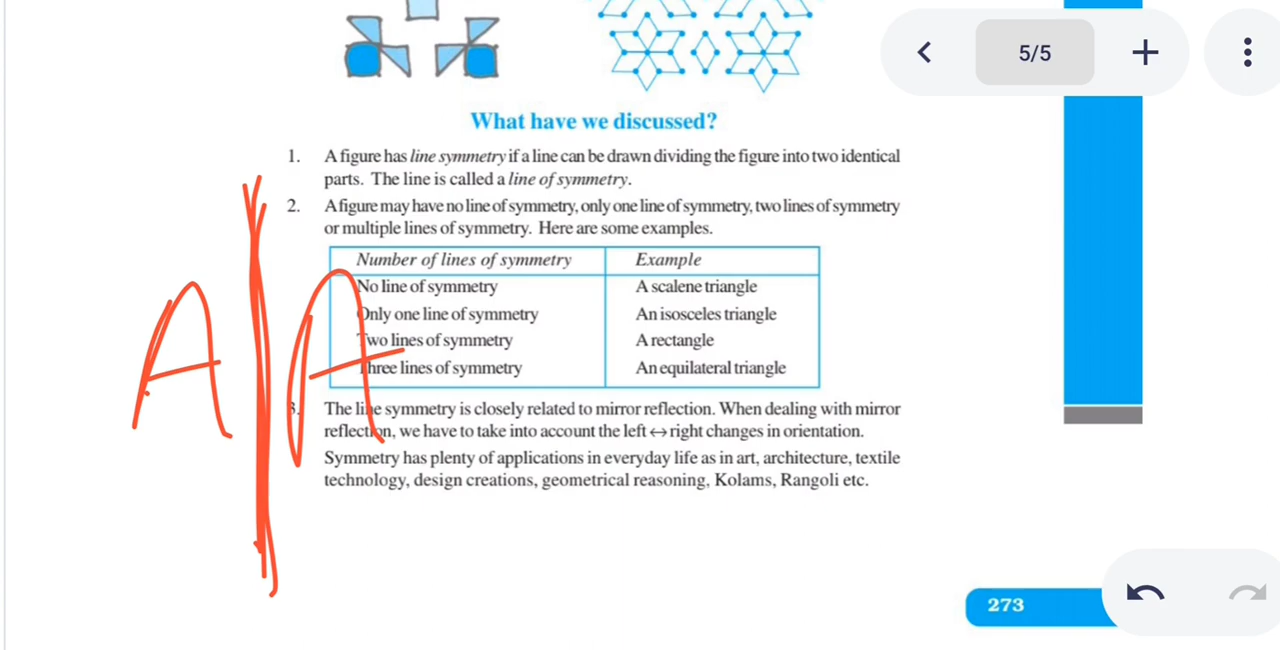 5/5
What have we discussed?
1. A figure has line symmetry if a line can be drawn dividing the figure into two identical
parts. The line is called a line of symmetry.
2. A figure may have no line of symmetry, only one line of symmetry, two lines of symmetry
or multiple lines of symmetry. Here are some examples.
Number of lines of symmetry Example
No line of symmetry A scalene triangle
Only one line of symmetry An isosceles triangle
Two lines of symmetry A rectangle
Three lines of symmetry An equilateral triangle
A A
3. The line symmetry is closely related to mirror reflection. When dealing with mirror
reflection, we have to take into account the left ↔ right changes in orientation.
Symmetry has plenty of applications in everyday life as in art, architecture, textile
technology, design creations, geometrical reasoning, Kolams, Rangoli etc.
273